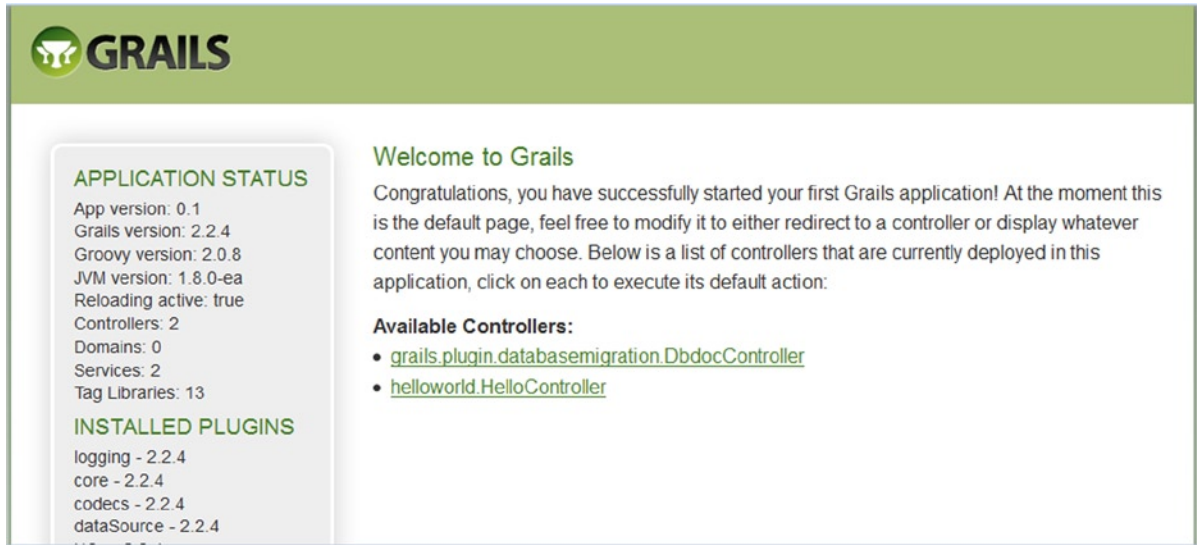 GRAILS
APPLICATION STATUS
App version: 0.1
Grails version: 2.2.4
Groovy version: 2.0.8
JVM version: 1.8.0-ea
Reloading active: true
Controllers: 2
Domains: 0
Services: 2
Tag Libraries: 13
INSTALLED PLUGINS
logging - 2.2.4
core - 2.2.4
codecs - 2.2.4
dataSource - 2.2.4
Welcome to Grails
Congratulations, you have successfully started your first Grails application! At the moment this
is the default page, feel free to modify it to either redirect to a controller or display whatever
content you may choose. Below is a list of controllers that are currently deployed in this
application, click on each to execute its default action:
Available Controllers:
• grails.plugin.databasemigration.DbdocController
• helloworld.HelloController